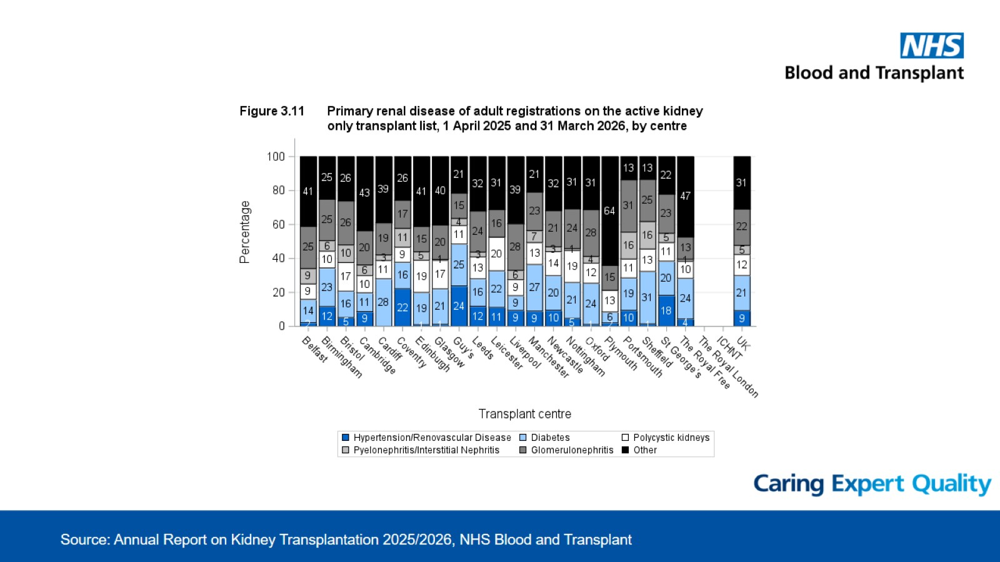 NHS
Blood and Transplant
Figure 3.11 Primary renal disease of adult registrations on the active kidney
only transplant list, 1 April 2025 and 31 March 2026, by centre
Percentage
100
80
60
40
20
0
41 25 9 9 14 2
25 25 6 10 23 12
26 26 10 17 16 5
43 20 6 10 11 9
39 19 3 11 28
26 17 11 9 16 22
41 15 5 19 19 1
40 20 1 17 21 1
21 15 4 11 25 24
32 24 3 13 16 12
31 16 20 22 11
39 28 6 9 9 9
21 23 7 13 27 9
32 21 3 14 20 10
31 24 1 19 21 5
31 28 4 12 24 1
64 15 13 6 2
13 31 16 11 19 10
13 25 16 13 31 1
22 23 5 11 20 18
47 13 1 10 24 4
31 22 5 12 21 9
Belfast
Birmingham
Bristol
Cambridge
Cardiff
Coventry
Edinburgh
Glasgow
Guy's
Leeds
Leicester
Liverpool
Manchester
Newcastle
Nottingham
Oxford
Plymouth
Portsmouth
Sheffield
St George's
The Royal Free
The Royal London
ICHNT
UK
Transplant centre
Hypertension/Renovascular Disease Diabetes Polycystic kidneys
Pyelonephritis/Interstitial Nephritis Glomerulonephritis Other
Caring Expert Quality
Source: Annual Report on Kidney Transplantation 2025/2026, NHS Blood and Transplant